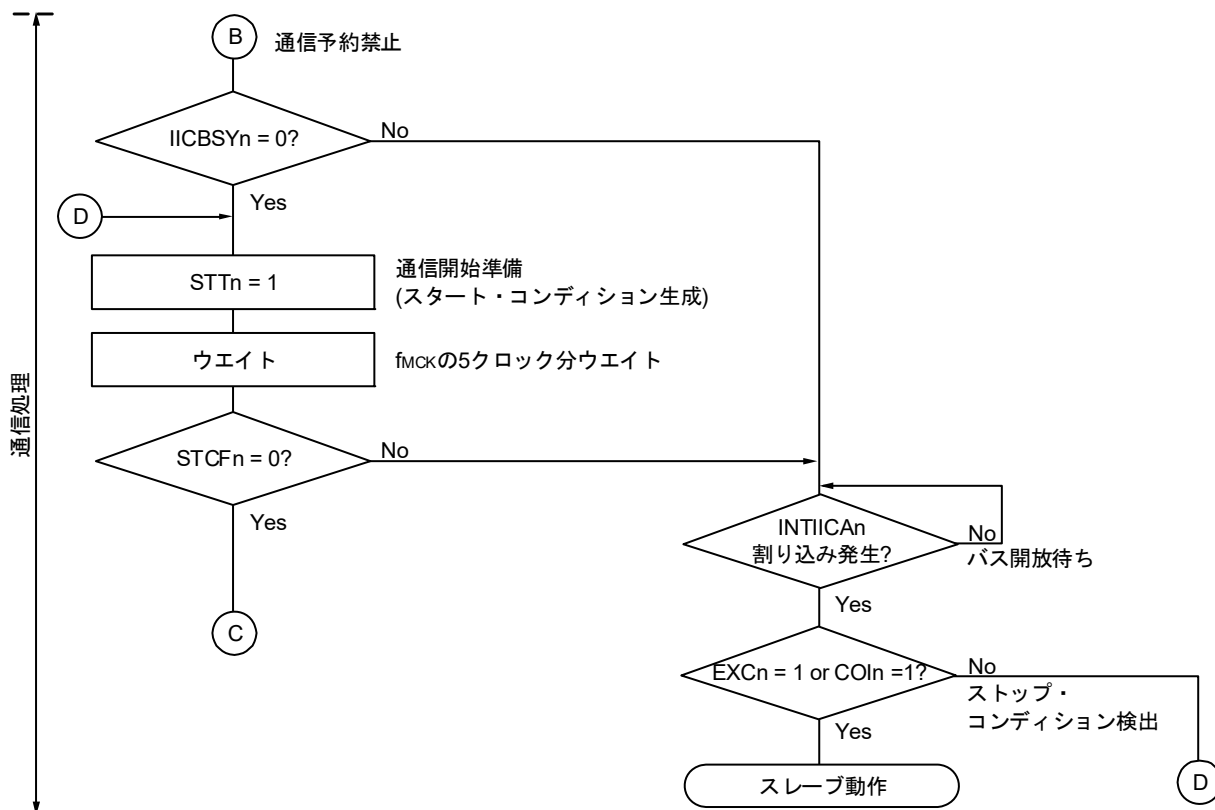 B
通信予約禁止
IICBSYn = 0?
No
Yes
D
STTn = 1
通信開始準備
(スタート・コンディション生成)
ウエイト
fMCKの5クロック分ウエイト
STCFn = 0?
No
Yes
C
INTIICAn
割り込み発生?
No
バス開放待ち
Yes
EXCn = 1 or COIn =1?
No
ストップ・
コンディション検出
Yes
スレーブ動作
D
通信処理